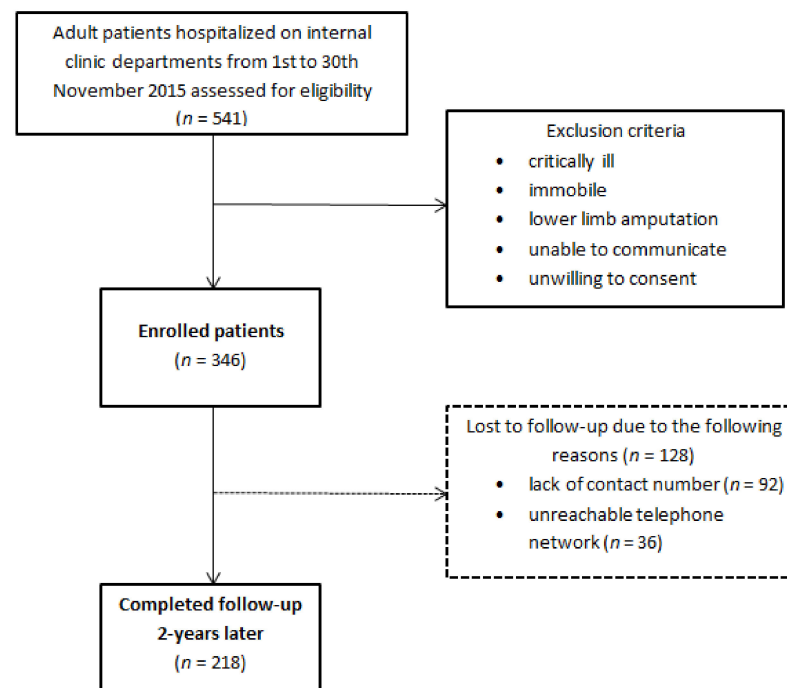 Adult patients hospitalized on internal
clinic departments from 1st to 30th
November 2015 assessed for eligibility
(n = 541)
Exclusion criteria
• critically ill
• immobile
• lower limb amputation
• unable to communicate
• unwilling to consent
Enrolled patients
(n = 346)
Lost to follow-up due to the following
reasons (n = 128)
• lack of contact number (n = 92)
• unreachable telephone
network (n = 36)
Completed follow-up
2-years later
(n = 218)